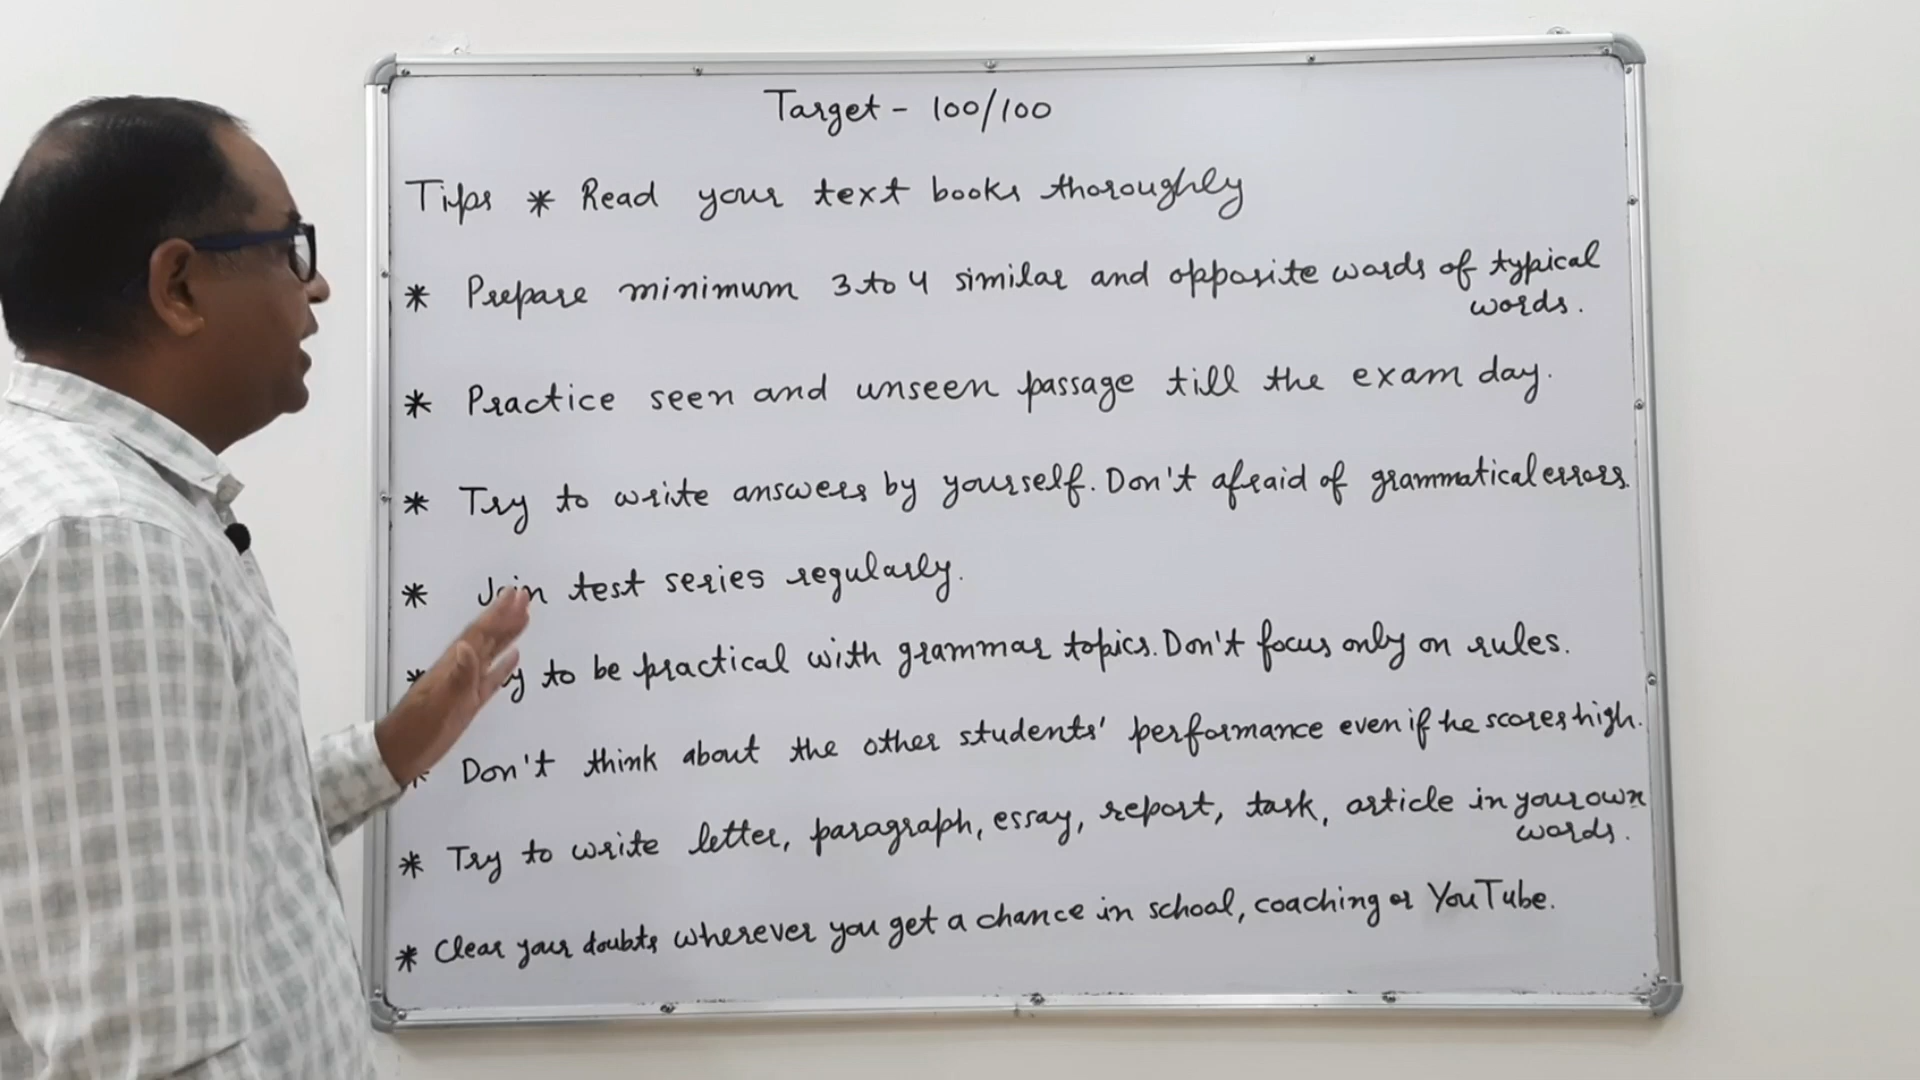 Target - 100/100
Tips * Read your text books thoroughly
* Prepare minimum 3 to 4 similar and opposite words of typical
words.
* Practice seen and unseen passage till the exam day.
* Try to write answers by yourself. Don't afraid of grammatical errors.
* Join test series regularly.
* to be practical with grammar topics. Don't focus only on rules.
* Don't think about the other students' performance even if he scores high.
* Try to write letter, paragraph, essay, report, task, article in your own
words.
* Clear your doubts wherever you get a chance in school, coaching or YouTube.